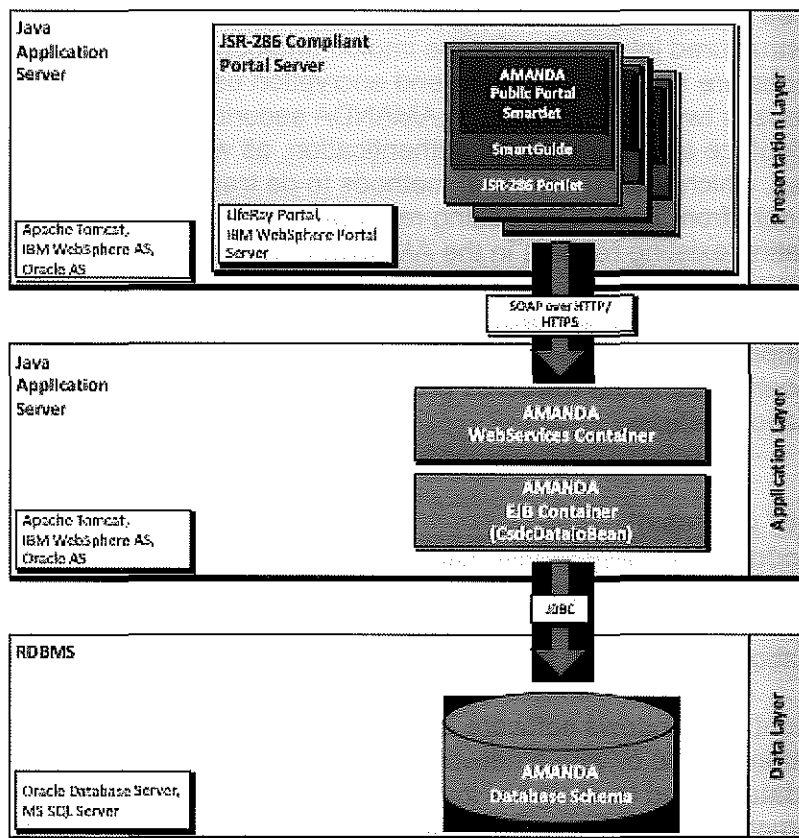 Java
Application
Server
JSR-286 Compliant
Portal Server
AMANDA
Public Portal
Smartlet
SmartGuide
JSR-286 Portlet
LifeRay Portal,
IBM WebSphere Portal
Server
Apache Tomcat,
IBM WebSphere AS,
Oracle AS
Presentation Layer
SOAP over HTTP/
HTTPS
Java
Application
Server
AMANDA
WebServices Container
AMANDA
EJB Container
(CsdcDataIoBean)
Apache Tomcat,
IBM WebSphere AS,
Oracle AS
Application Layer
JDBC
RDBMS
AMANDA
Database Schema
Oracle Database Server,
MS SQL Server
Data Layer